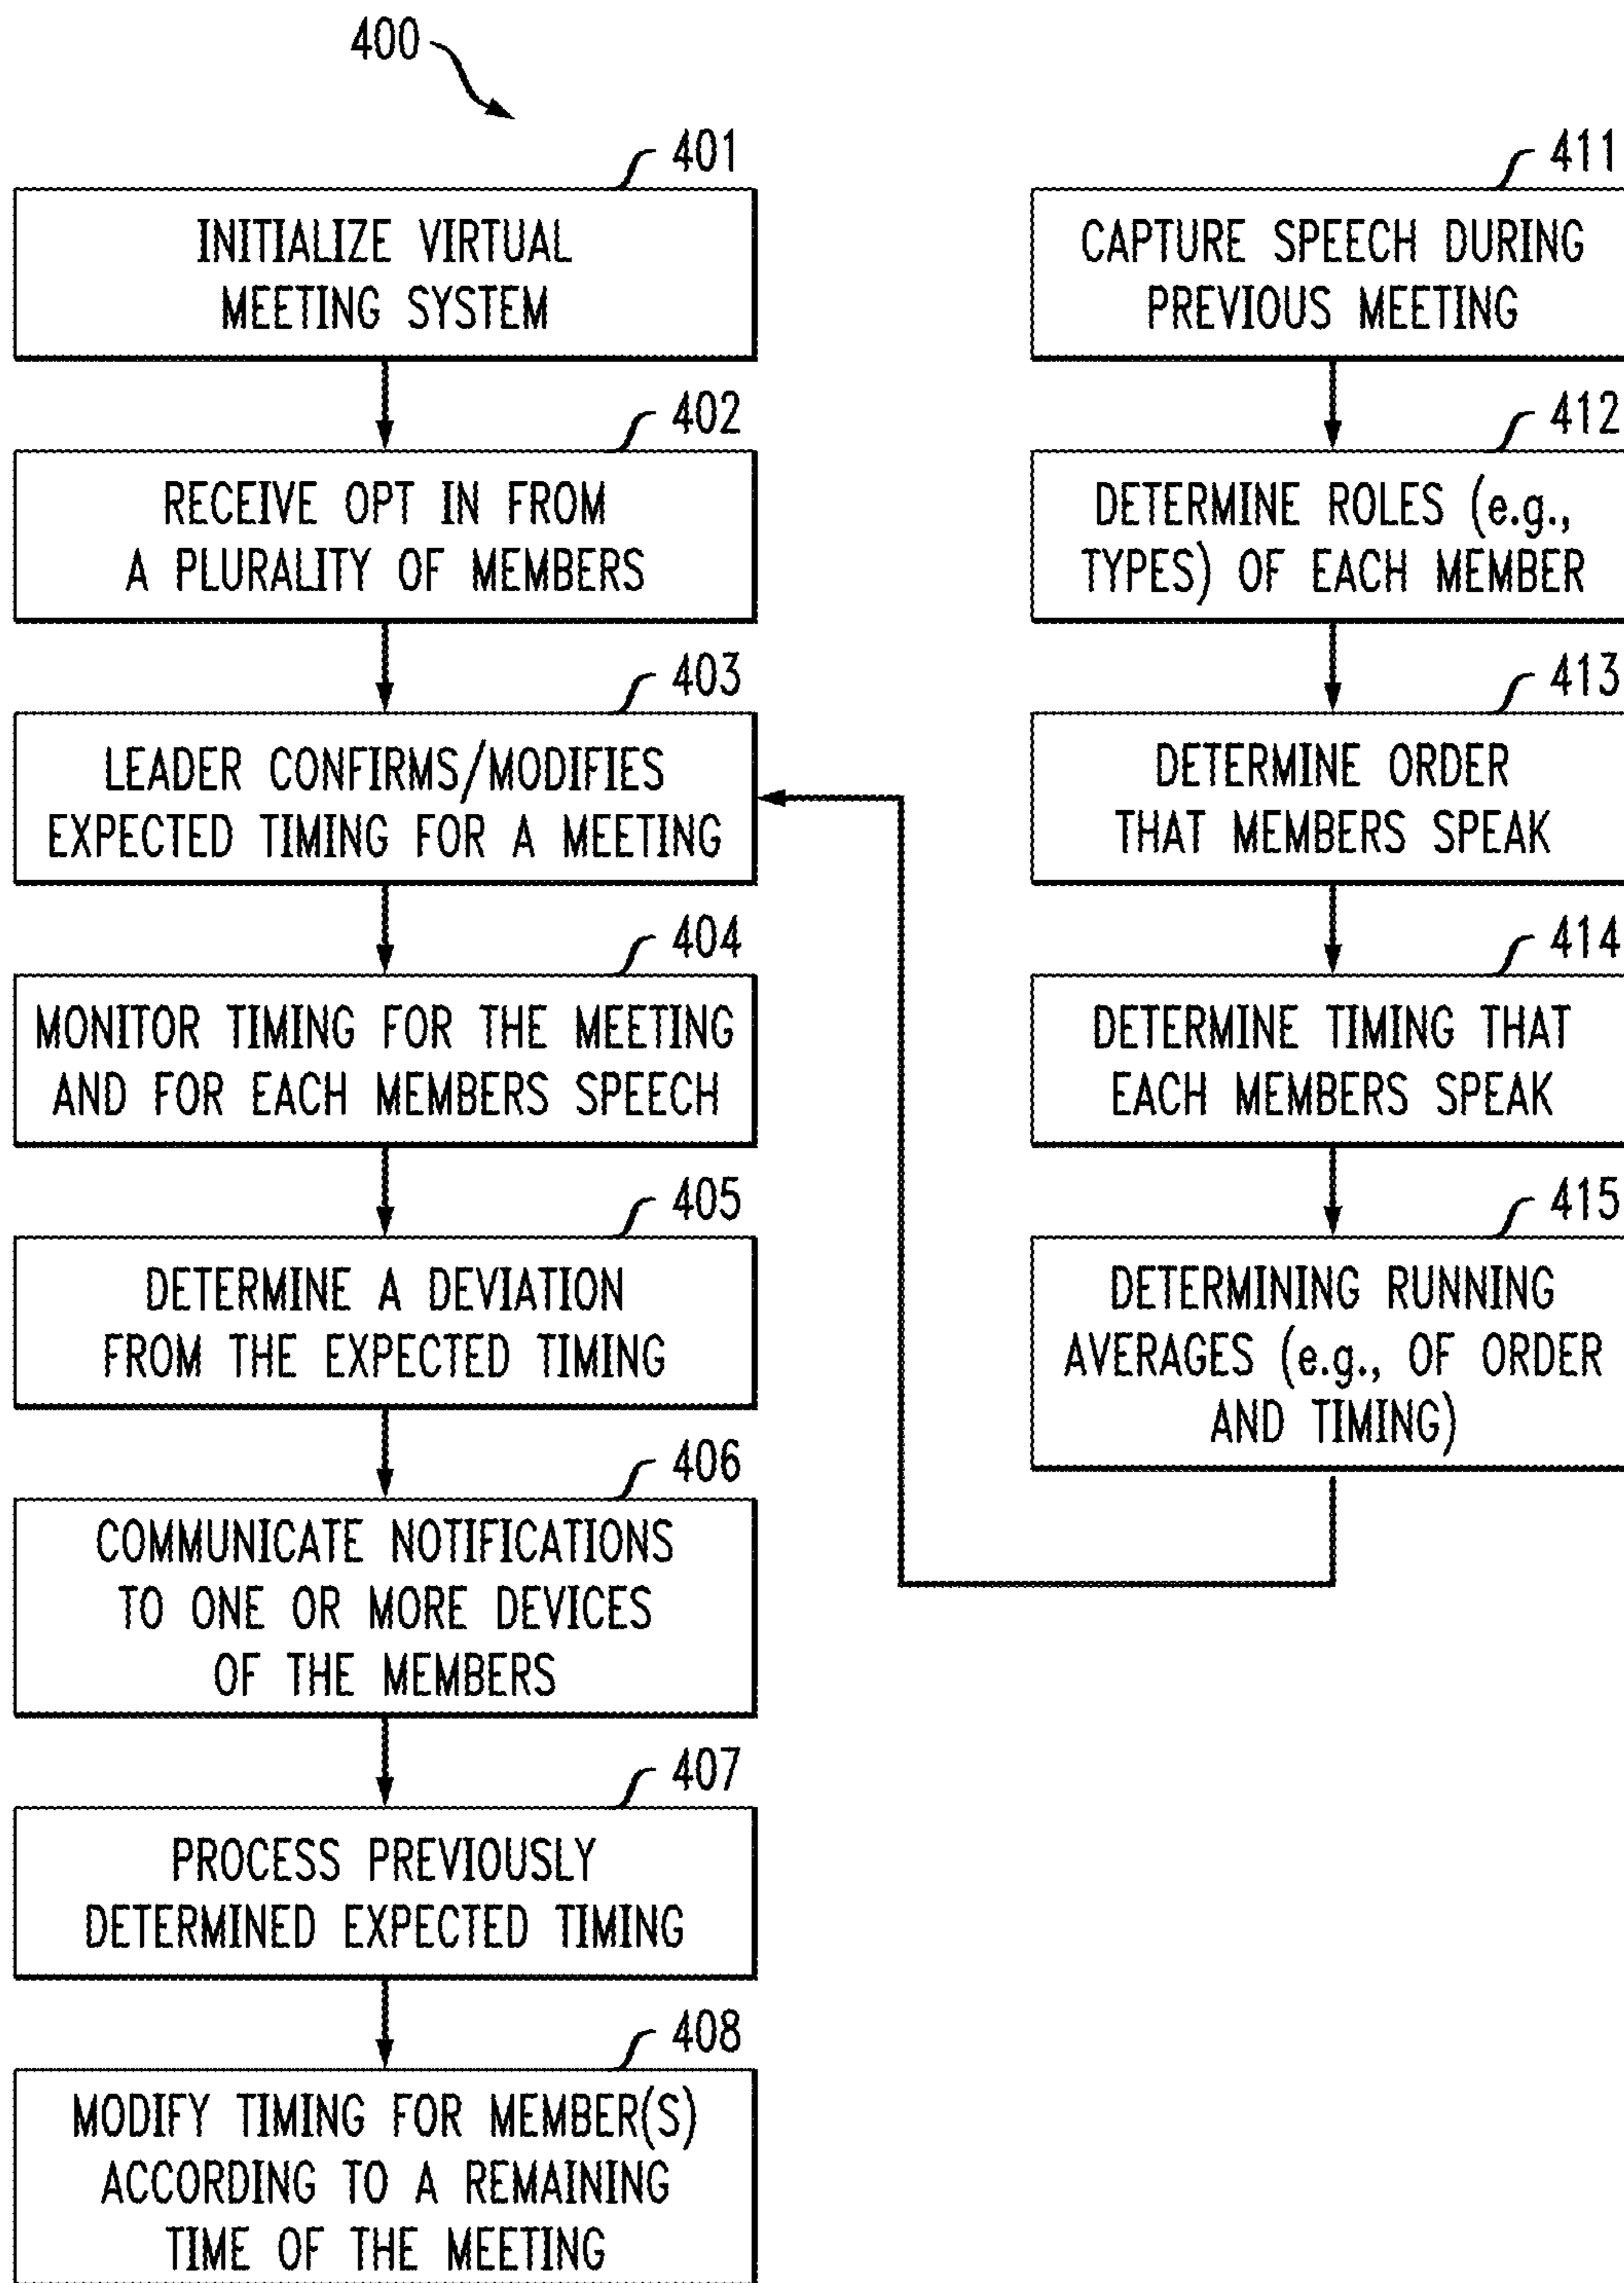 400
401
INITIALIZE VIRTUAL
MEETING SYSTEM
402
RECEIVE OPT IN FROM
A PLURALITY OF MEMBERS
403
LEADER CONFIRMS/MODIFIES
EXPECTED TIMING FOR A MEETING
404
MONITOR TIMING FOR THE MEETING
AND FOR EACH MEMBERS SPEECH
405
DETERMINE A DEVIATION
FROM THE EXPECTED TIMING
406
COMMUNICATE NOTIFICATIONS
TO ONE OR MORE DEVICES
OF THE MEMBERS
407
PROCESS PREVIOUSLY
DETERMINED EXPECTED TIMING
408
MODIFY TIMING FOR MEMBER(S)
ACCORDING TO A REMAINING
TIME OF THE MEETING
411
CAPTURE SPEECH DURING
PREVIOUS MEETING
412
DETERMINE ROLES (e.g.,
TYPES) OF EACH MEMBER
413
DETERMINE ORDER
THAT MEMBERS SPEAK
414
DETERMINE TIMING THAT
EACH MEMBERS SPEAK
415
DETERMINING RUNNING
AVERAGES (e.g., OF ORDER
AND TIMING)